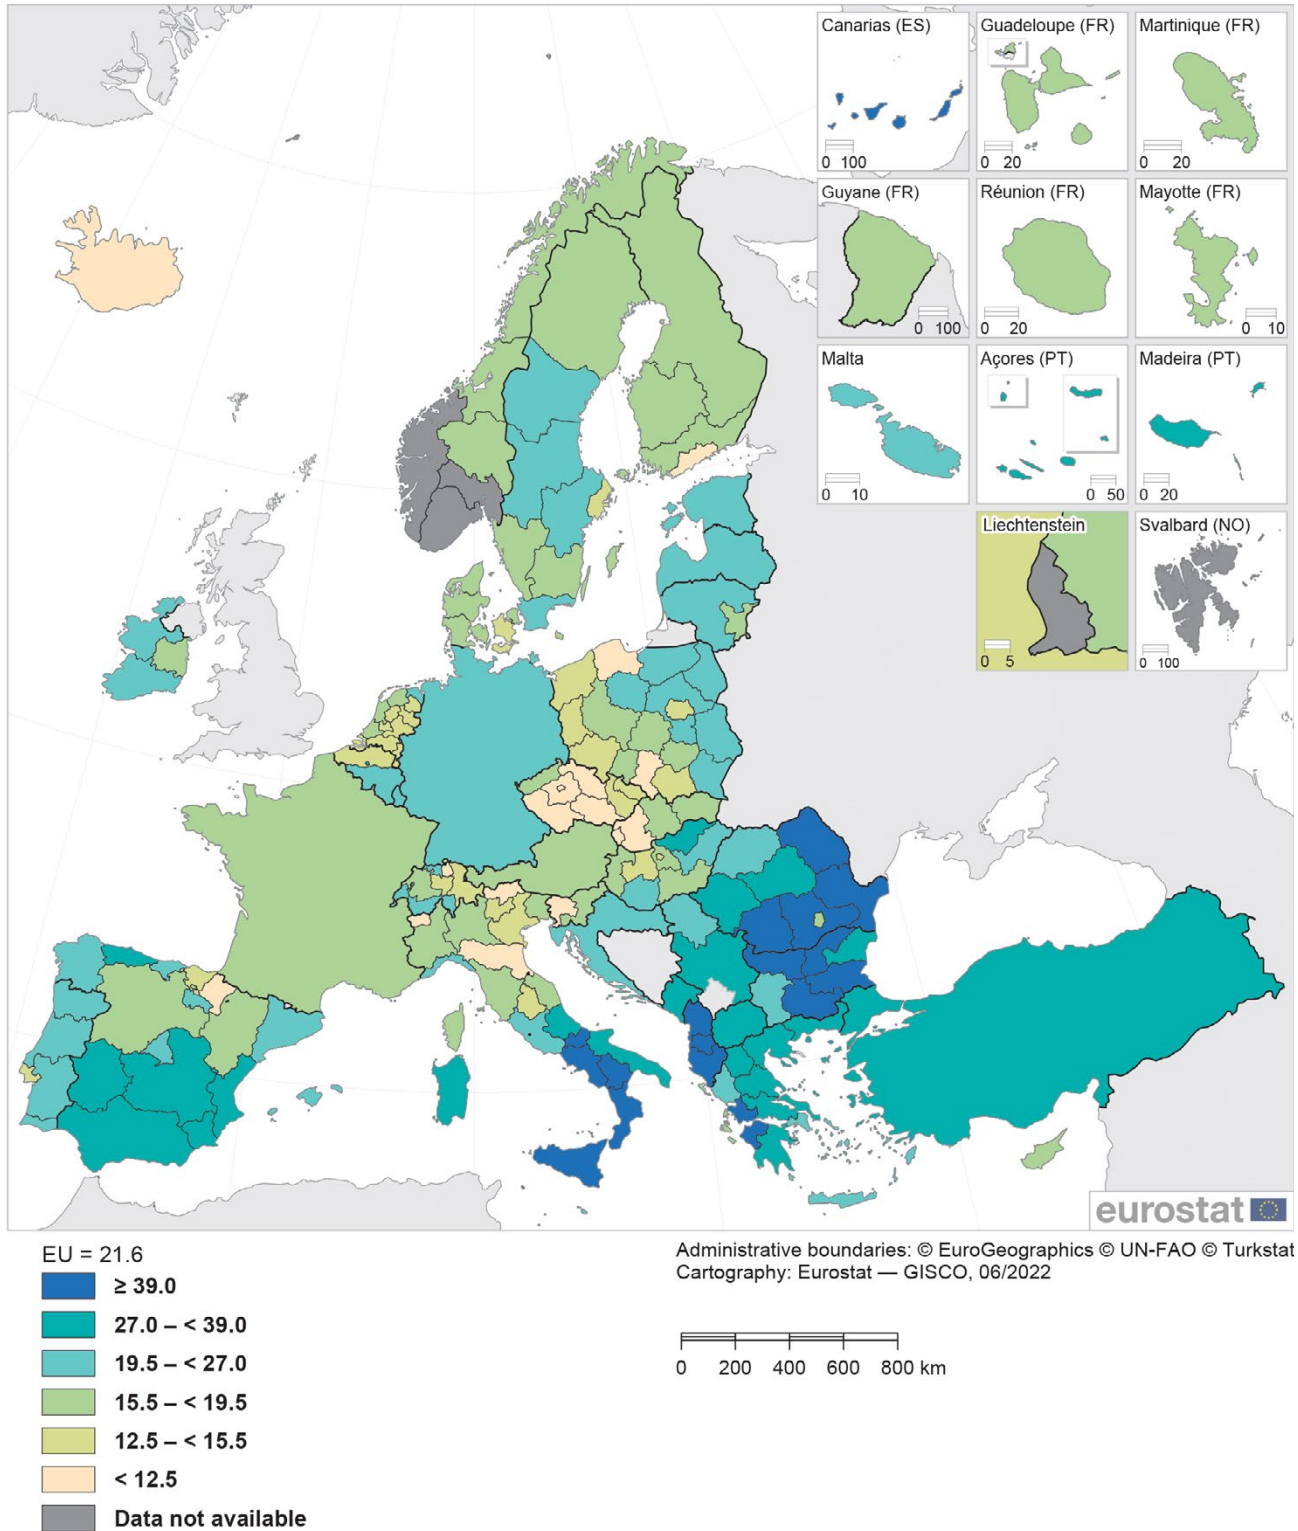 Canarias (ES)
0 100
Guadeloupe (FR)
0 20
Martinique (FR)
0 20
Guyane (FR)
0 100
Réunion (FR)
0 20
Mayotte (FR)
0 10
Malta
0 10
Açores (PT)
0 50
Madeira (PT)
0 20
Liechtenstein
0 5
Svalbard (NO)
0 100
eurostat
EU = 21.6
≥ 39.0
27.0 – < 39.0
19.5 – < 27.0
15.5 – < 19.5
12.5 – < 15.5
< 12.5
Data not available
Administrative boundaries: © EuroGeographics © UN-FAO © Turkstat
Cartography: Eurostat — GISCO, 06/2022
0 200 400 600 800 km